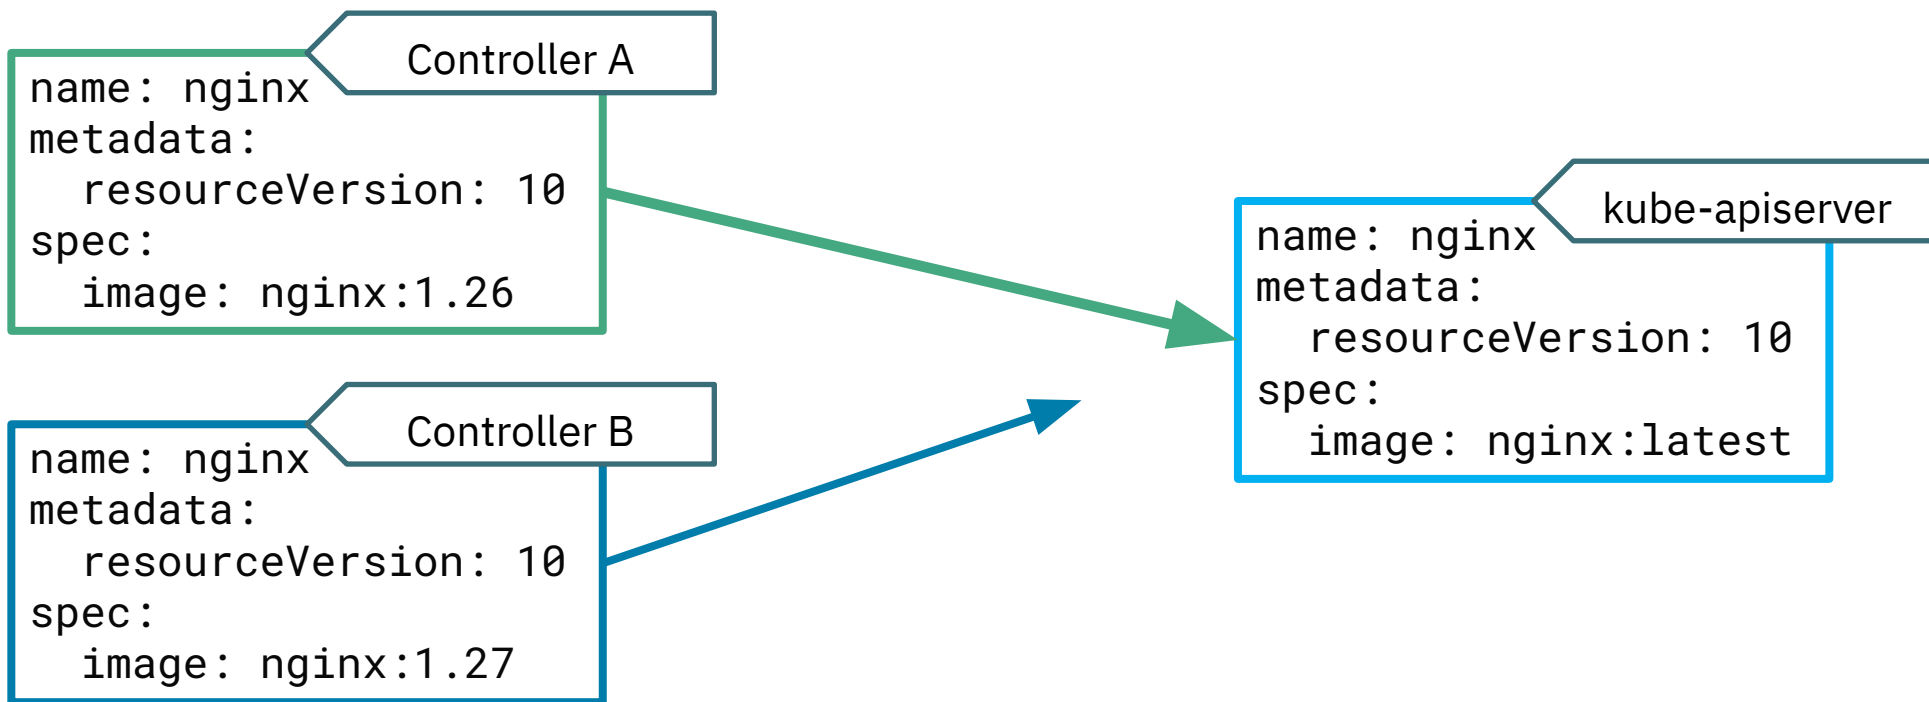 Controller A
name: nginx
metadata:
  resourceVersion: 10
spec:
  image: nginx:1.26
Controller B
name: nginx
metadata:
  resourceVersion: 10
spec:
  image: nginx:1.27
kube-apiserver
name: nginx
metadata:
  resourceVersion: 10
spec:
  image: nginx:latest